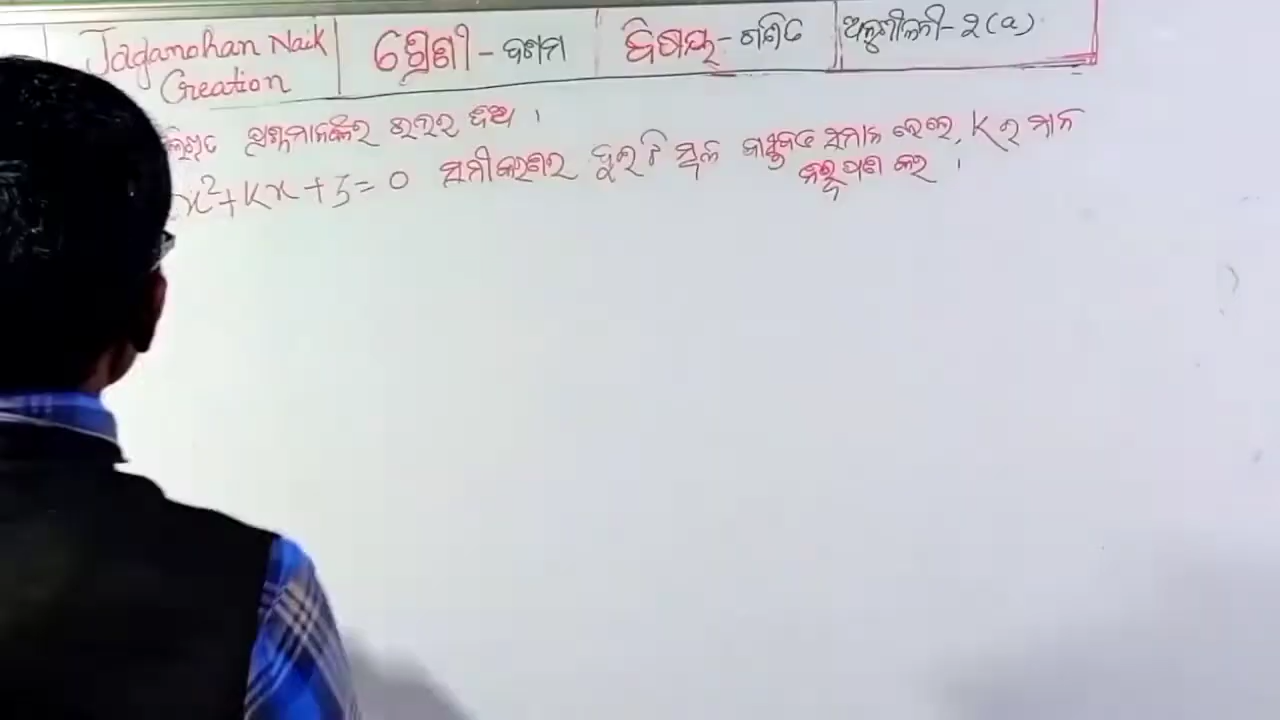 Jagamohan Naik Creation
ଶ୍ରେଣୀ - ଦଶମ
ବିଷୟ - ଗଣିତ
ଅନୁଶୀଳନୀ - 2 (a)
ପ୍ରଶ୍ନମାନଙ୍କର ଉତ୍ତର ଦିଅ ।
x² + Kx + 5 = 0 ସମୀକରଣର ଦୁଇଟି ମୂଳ ବାସ୍ତବ ସମାନ ହେଲେ, K ର ମାନ
ନିରୂପଣ କର ।